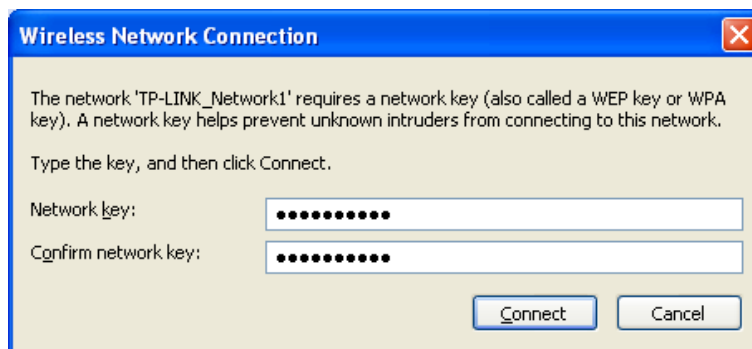 Wireless Network Connection
The network 'TP-LINK_Network1' requires a network key (also called a WEP key or WPA
key). A network key helps prevent unknown intruders from connecting to this network.
Type the key, and then click Connect.
Network key: ●●●●●●●●●●
Confirm network key: ●●●●●●●●●●
Connect Cancel